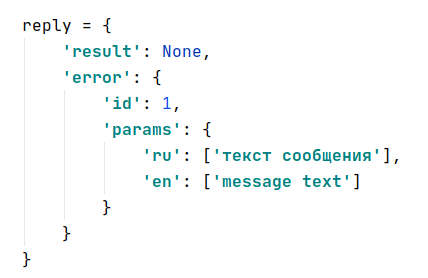 reply = {
    'result': None,
    'error': {
        'id': 1,
        'params': {
            'ru': ['текст сообщения'],
            'en': ['message text']
        }
    }
}